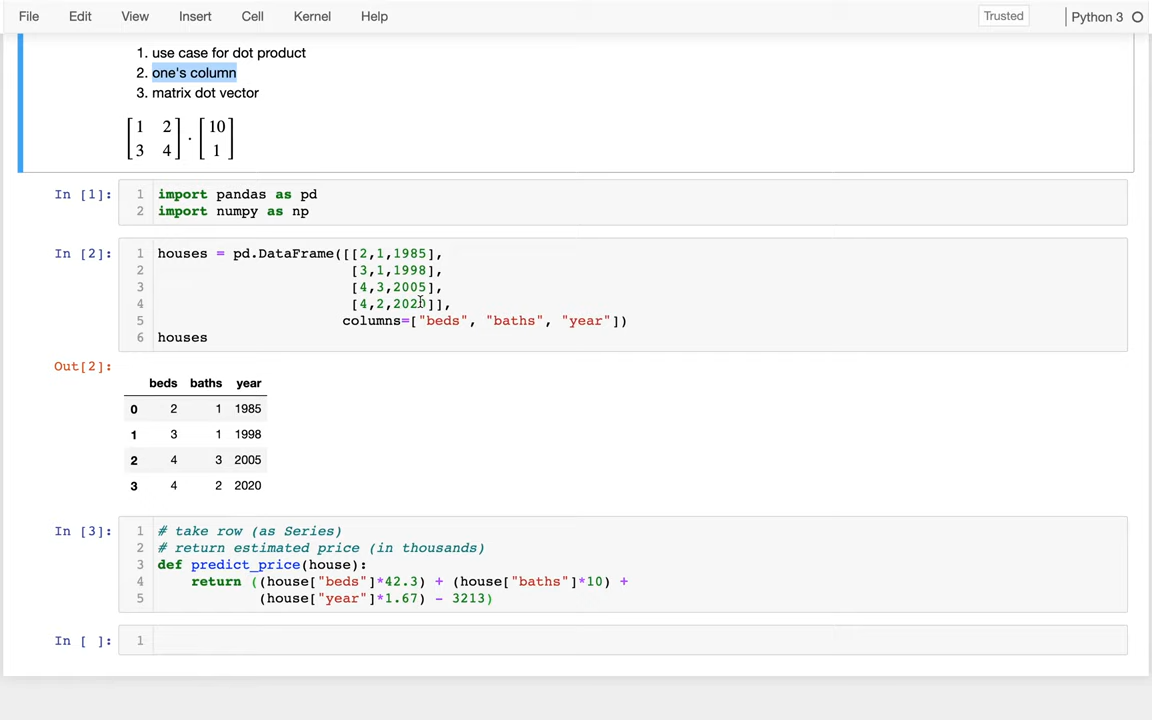 File Edit View Insert Cell Kernel Help Trusted Python 3
1. use case for dot product
2. one's column
3. matrix dot vector
[1 2] . [10]
[3 4] [1]
In [1]: 1 import pandas as pd
2 import numpy as np
In [2]: 1 houses = pd.DataFrame([[2,1,1985],
2 [3,1,1998],
3 [4,3,2005],
4 [4,2,2020]],
5 columns=["beds", "baths", "year"])
6 houses
Out[2]:
beds baths year
0 2 1 1985
1 3 1 1998
2 4 3 2005
3 4 2 2020
In [3]: 1 # take row (as Series)
2 # return estimated price (in thousands)
3 def predict_price(house):
4 return ((house["beds"]*42.3) + (house["baths"]*10) +
5 (house["year"]*1.67) - 3213)
In [ ]: 1